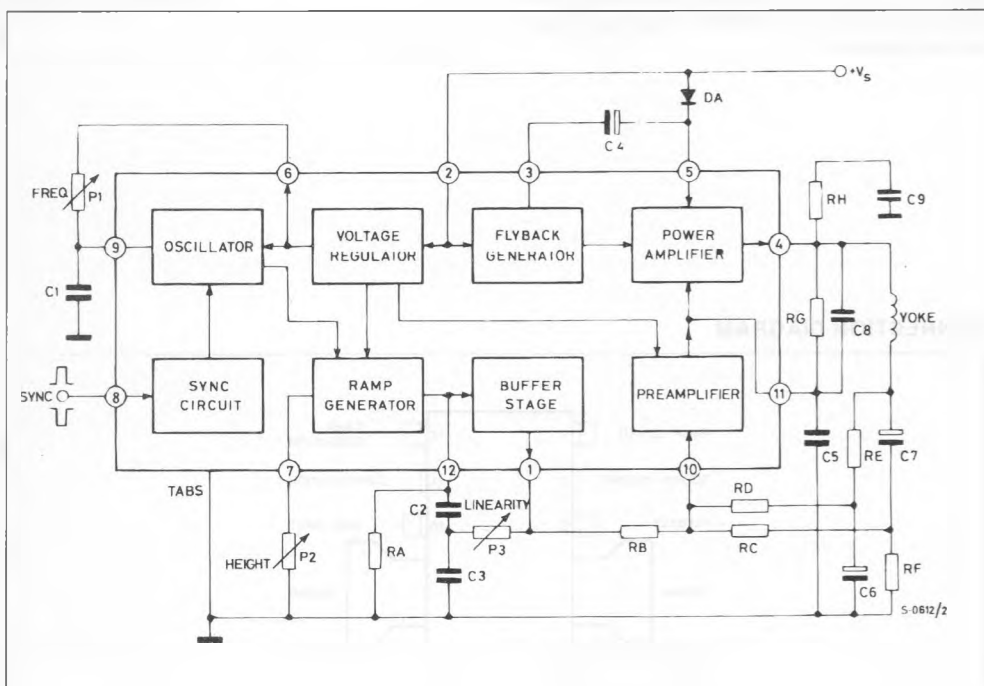 +Vs
DA
C4
6
2
3
5
FREQ.
P1
RH
C9
9
OSCILLATOR
VOLTAGE
REGULATOR
FLYBACK
GENERATOR
POWER
AMPLIFIER
4
C1
RG
C8
YOKE
SYNC
8
SYNC
CIRCUIT
RAMP
GENERATOR
BUFFER
STAGE
PREAMPLIFIER
11
7
12
1
10
C5
RE
C7
TABS
C2
LINEARITY
RD
HEIGHT
P2
RA
P3
RB
RC
C3
C6
RF
S-0612/2